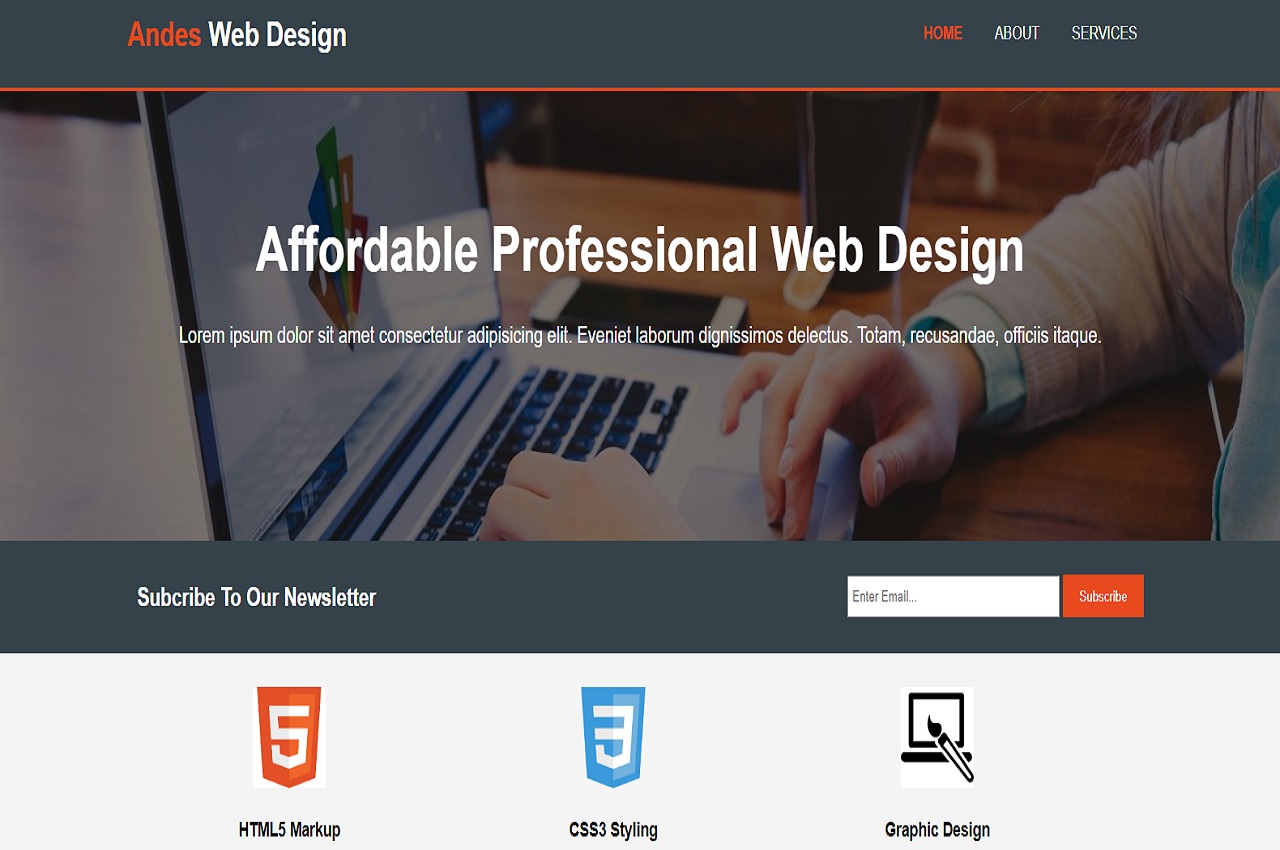 Andes Web Design
HOME ABOUT SERVICES
Affordable Professional Web Design
Lorem ipsum dolor sit amet consectetur adipisicing elit. Eveniet laborum dignissimos delectus. Totam, recusandae, officiis itaque.
Subcribe To Our Newsletter
Enter Email... Subscribe
HTML5 Markup CSS3 Styling Graphic Design